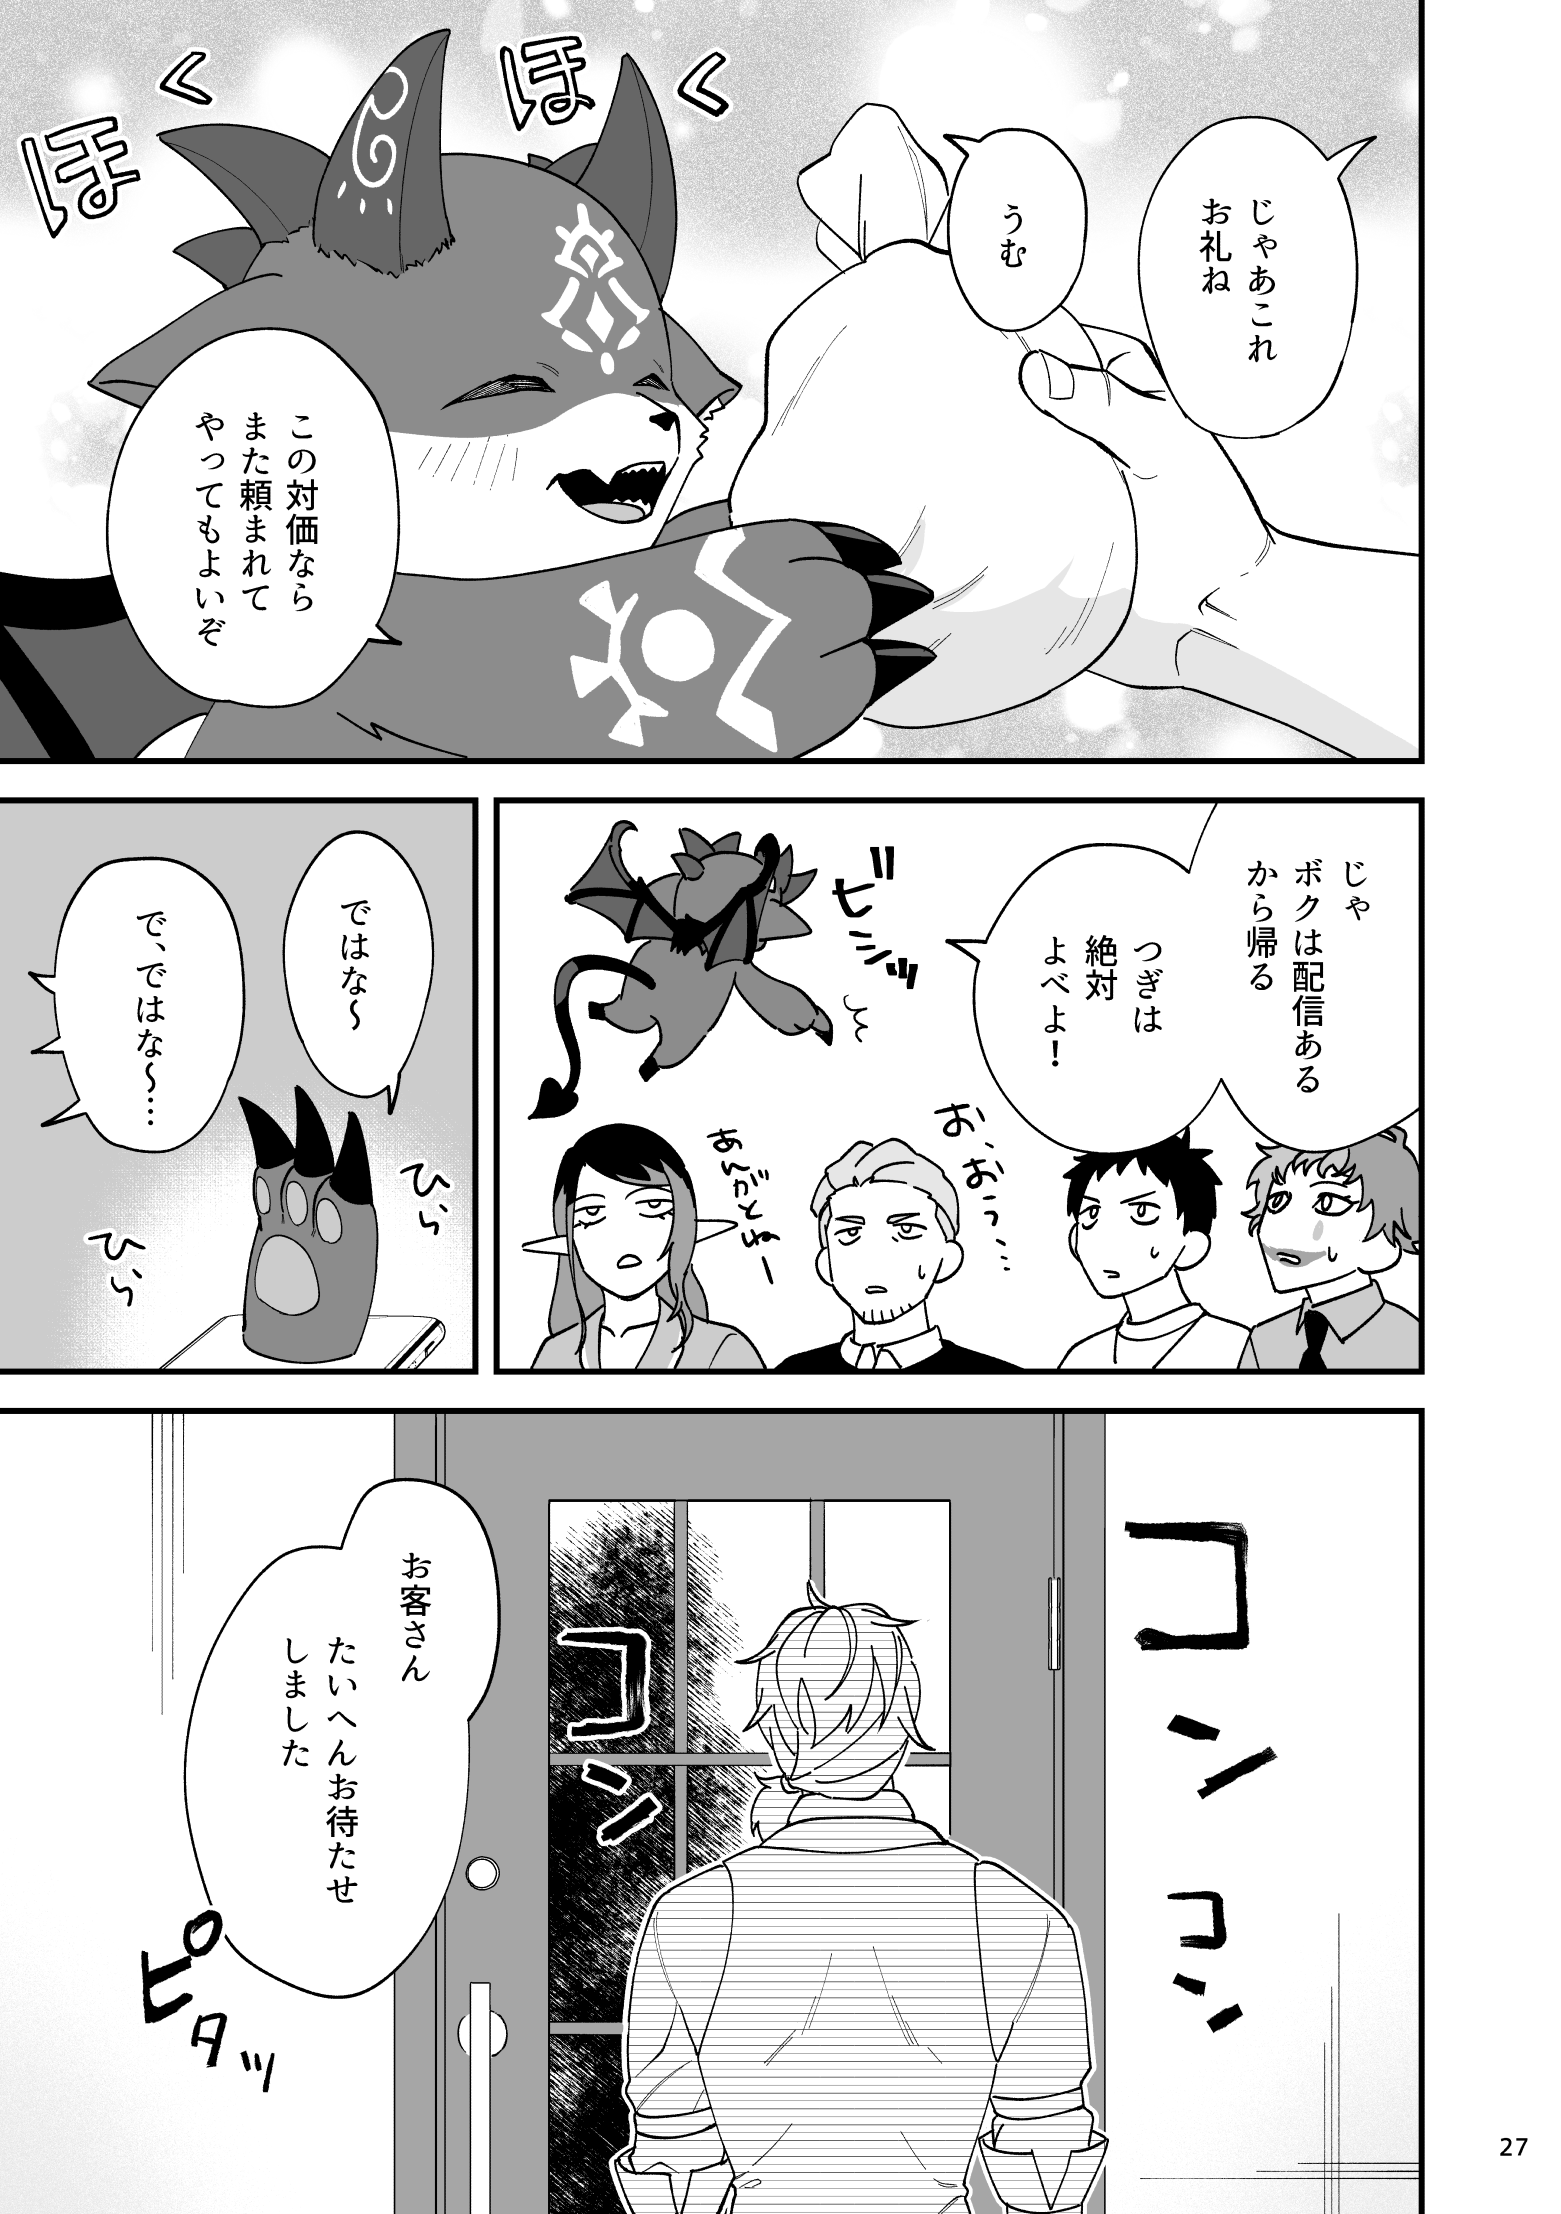 じゃあこれ
お礼ね
うむ
ほく
ほく
この対価なら
また頼まれて
やってもよいぞ
じゃ
ボクは配信ある
から帰る
つぎは
絶対
よべよ！
ビシッ
お、おう…
あんがとねー
ではな〜
で、ではな〜…
ひら
ひら
コンコン
コン
お客さん
たいへんお待たせ
しました
ピタッ
27